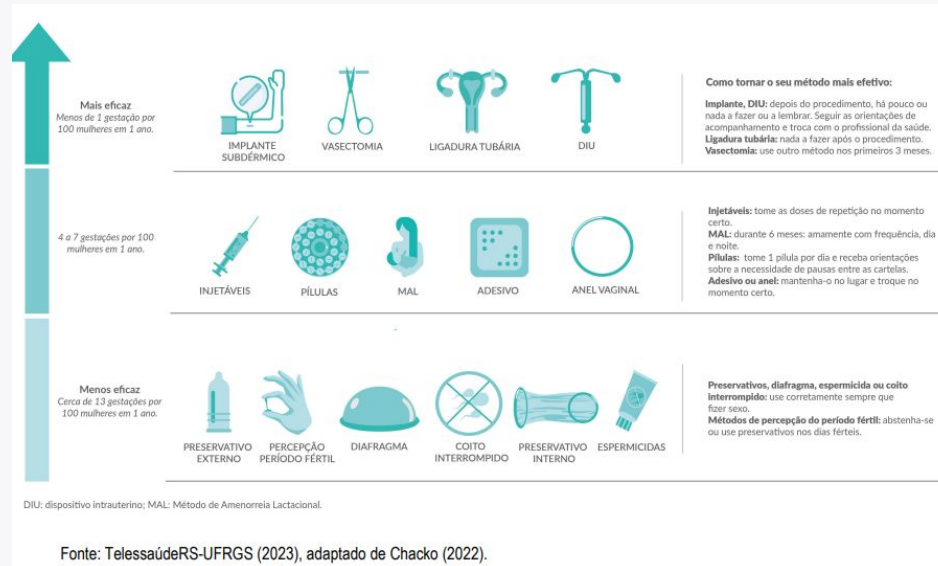 Mais eficaz
Menos de 1 gestação por
100 mulheres em 1 ano.
IMPLANTE
SUBDÉRMICO
VASECTOMIA
LIGADURA TUBÁRIA
DIU
Como tornar o seu método mais efetivo:
Implante, DIU: depois do procedimento, há pouco ou
nada a fazer ou a lembrar. Seguir as orientações de
acompanhamento e troca com o profissional da saúde.
Ligadura tubária: nada a fazer após o procedimento.
Vasectomia: use outro método nos primeiros 3 meses.
4 a 7 gestações por 100
mulheres em 1 ano.
INJETÁVEIS
PÍLULAS
MAL
ADESIVO
ANEL VAGINAL
Injetáveis: tome as doses de repetição no momento
certo.
MAL: durante 6 meses: amamente com frequência, dia
e noite.
Pílulas: tome 1 pílula por dia e receba orientações
sobre a necessidade de pausas entre as cartelas.
Adesivo ou anel: mantenha-o no lugar e troque no
momento certo.
Menos eficaz
Cerca de 13 gestações por
100 mulheres em 1 ano.
PRESERVATIVO
EXTERNO
PERCEPÇÃO
PERÍODO FÉRTIL
DIAFRAGMA
COITO
INTERROMPIDO
PRESERVATIVO
INTERNO
ESPERMICIDAS
Preservativos, diafragma, espermicida ou coito
interrompido: use corretamente sempre que
fizer sexo.
Métodos de percepção do período fértil: abstenha-se
ou use preservativos nos dias férteis.
DIU: dispositivo intrauterino; MAL: Método de Amenorreia Lactacional.
Fonte: TelessaúdeRS-UFRGS (2023), adaptado de Chacko (2022).